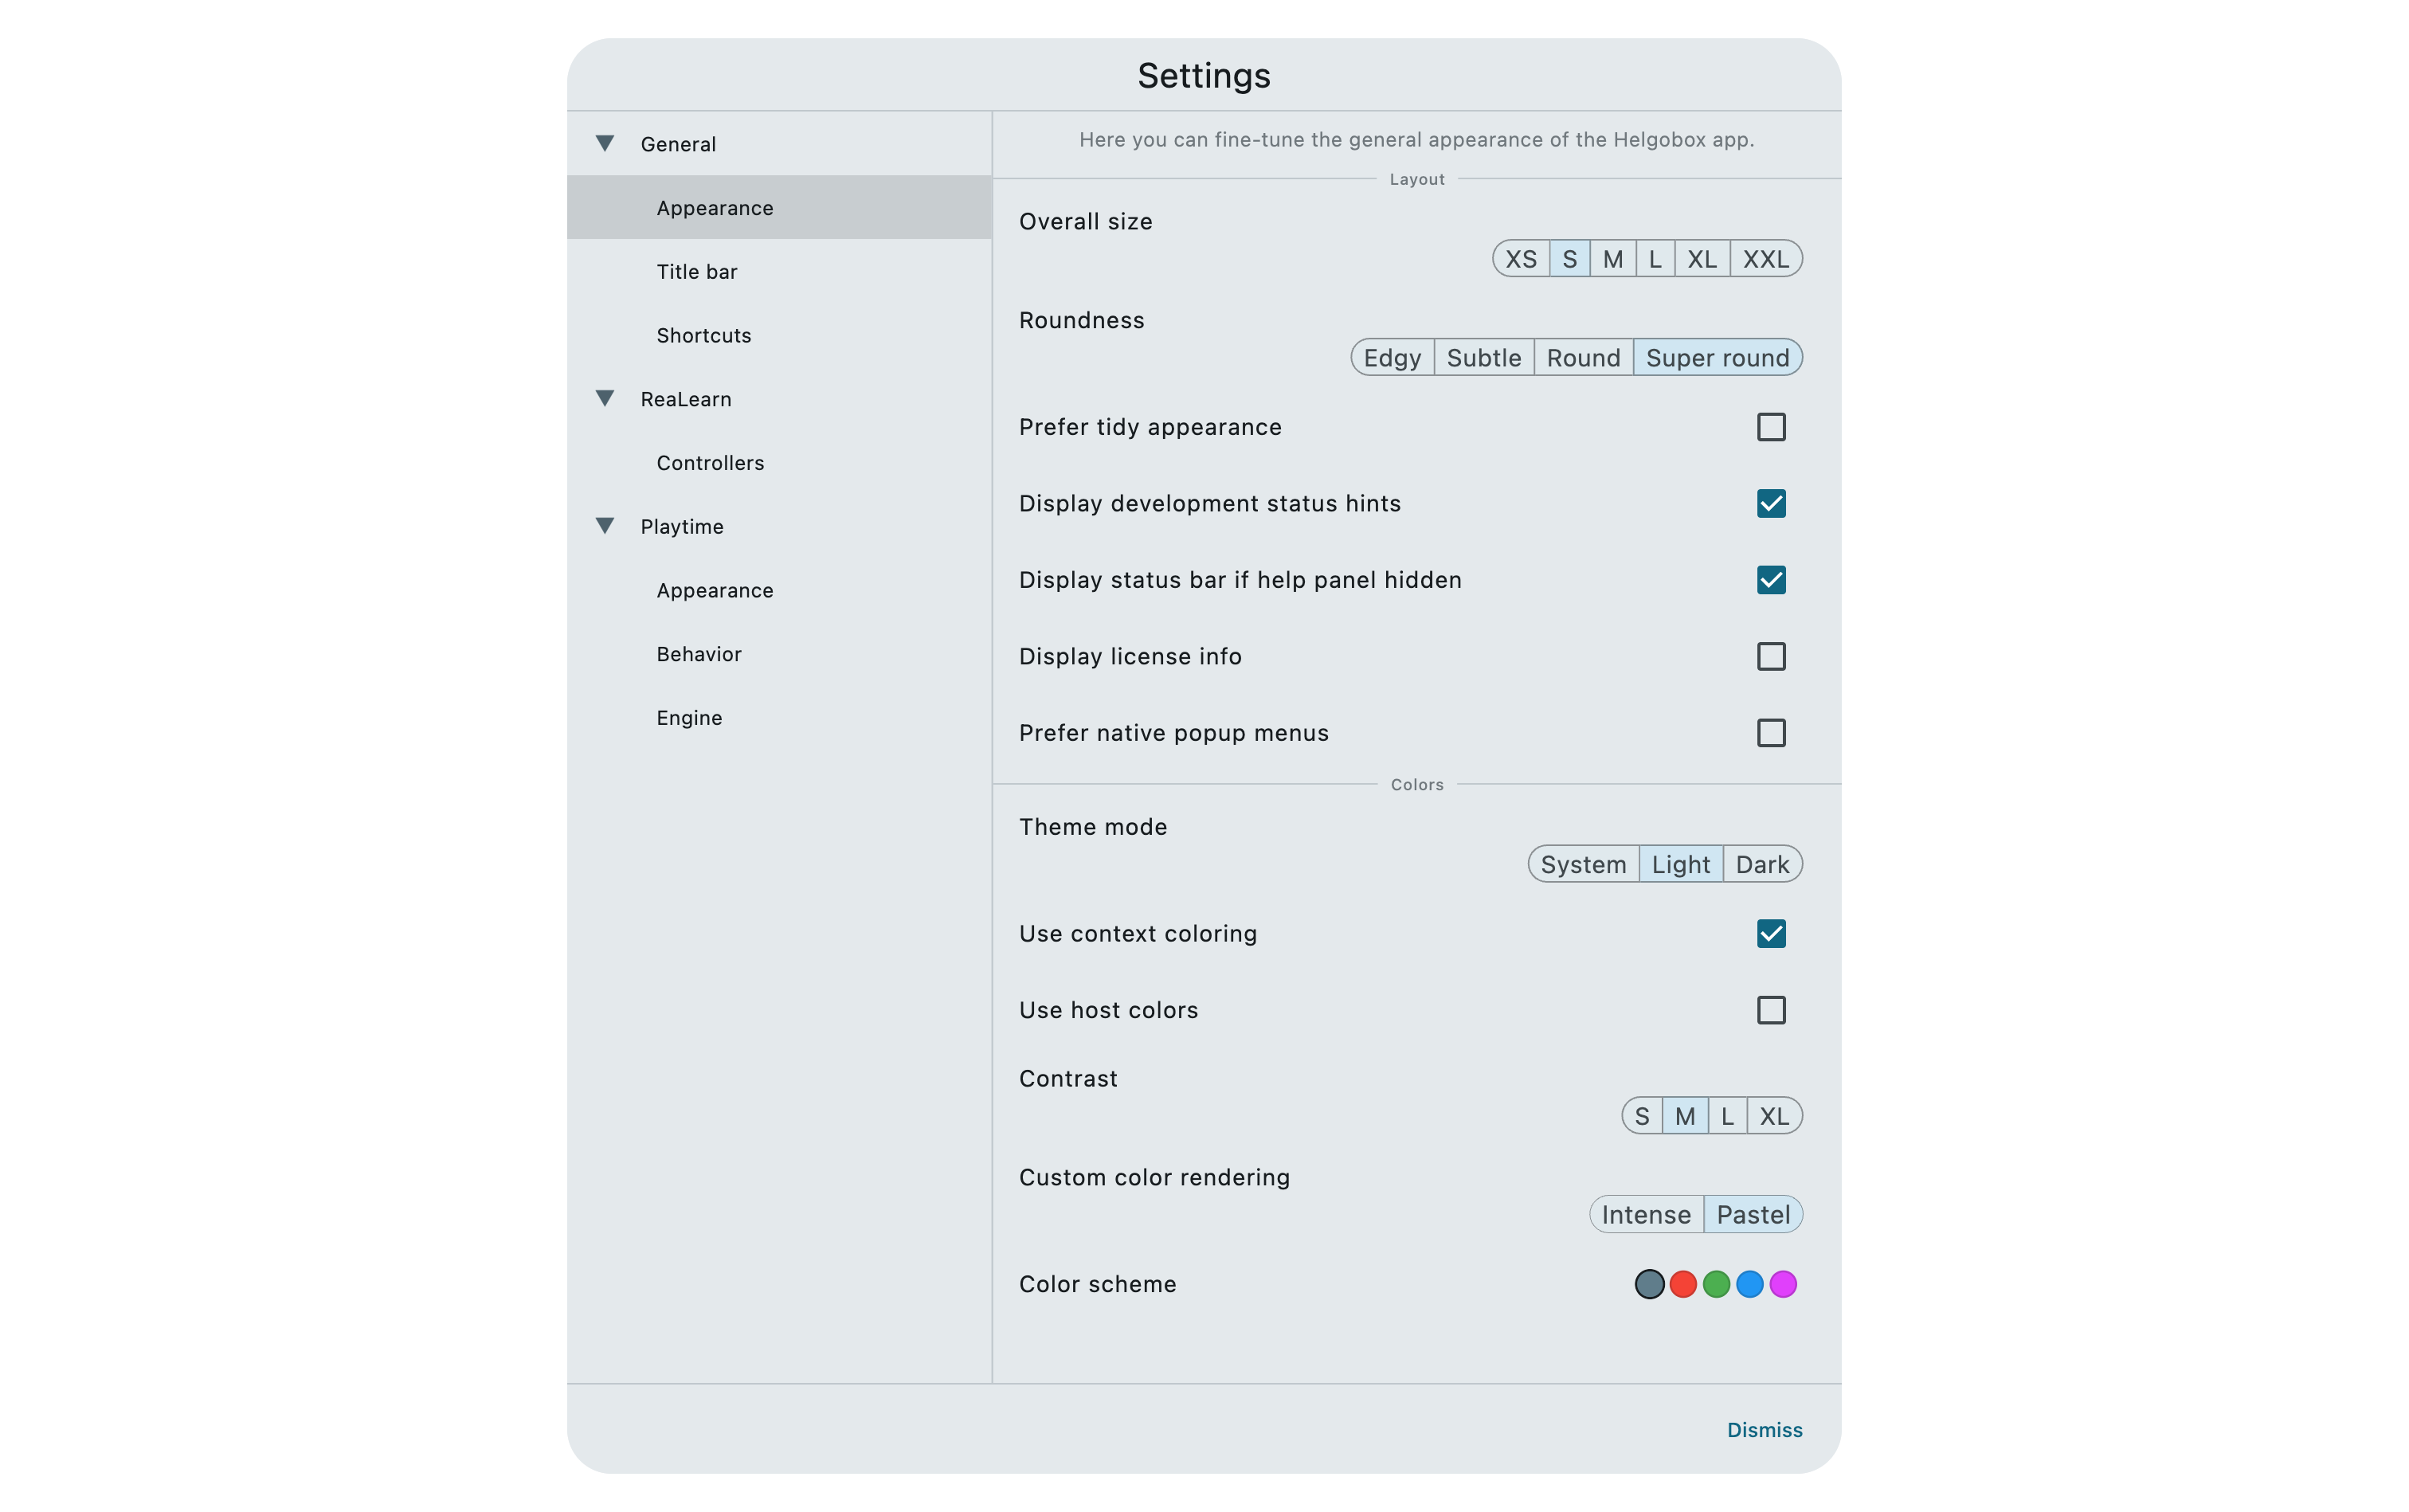 Settings
General
Appearance
Title bar
Shortcuts
ReaLearn
Controllers
Playtime
Appearance
Behavior
Engine
Here you can fine-tune the general appearance of the Helgobox app.
Layout
Overall size
XS S M L XL XXL
Roundness
Edgy Subtle Round Super round
Prefer tidy appearance
Display development status hints
Display status bar if help panel hidden
Display license info
Prefer native popup menus
Colors
Theme mode
System Light Dark
Use context coloring
Use host colors
Contrast
S M L XL
Custom color rendering
Intense Pastel
Color scheme
Dismiss